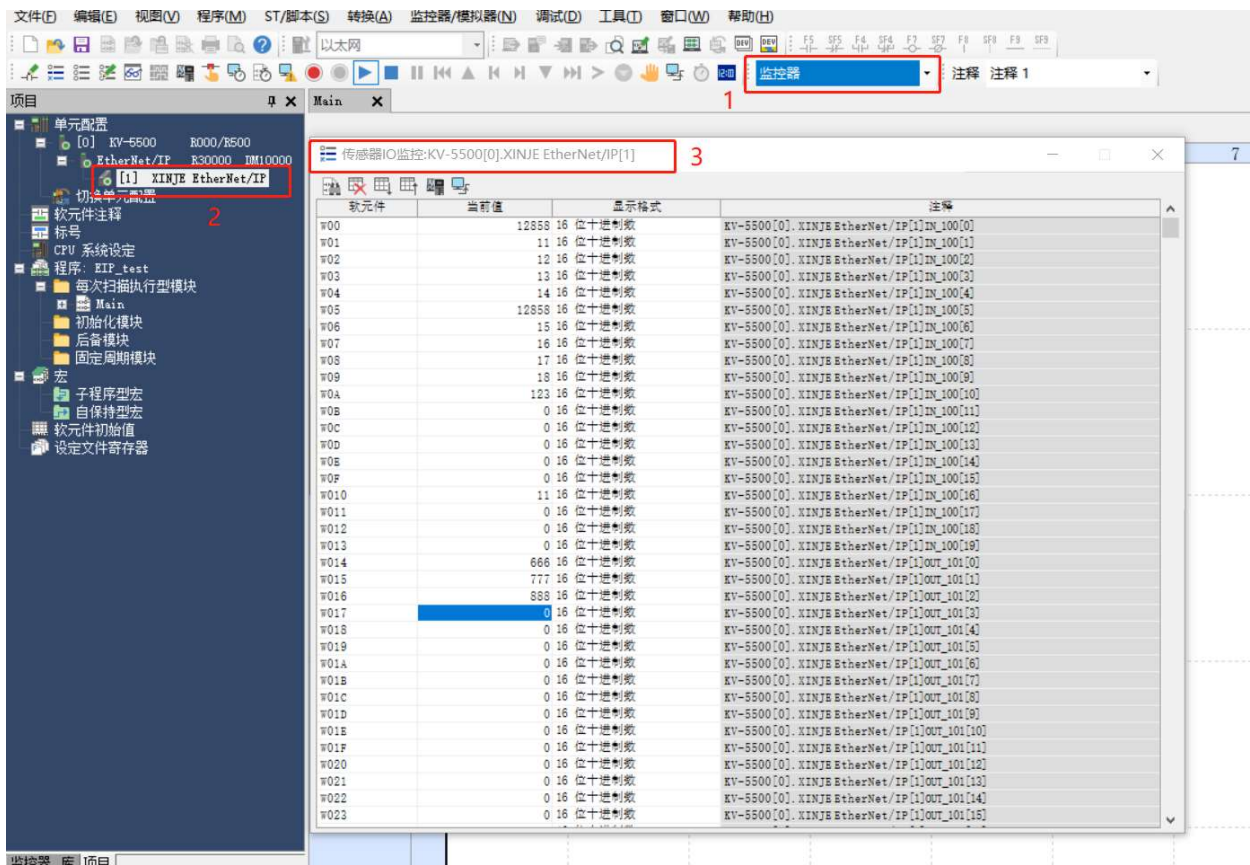 文件(F) 编辑(E) 视图(V) 程序(M) ST/脚本(S) 转换(A) 监控器/模拟器(N) 调试(D) 工具(T) 窗口(W) 帮助(H)
以太网 F5 SF5 F4 SF4 F7 SF7 F8 SF8 F9 SF9
监控器 注释 注释 1
1
项目 Main
单元配置
[0] KV-5500 R000/R500
EtherNet/IP R30000 DM10000
[1] XINJE EtherNet/IP
2
切换单元配置
软元件注释
标号
CPU 系统设定
程序: EIP_test
每次扫描执行型模块
Main
初始化模块
后备模块
固定周期模块
宏
子程序型宏
自保持型宏
软元件初始值
设定文件寄存器
监控器 库 项目
传感器IO监控:KV-5500[0].XINJE EtherNet/IP[1]
3
7
软元件 当前值 显示格式 注释
W00 12858 16 位十进制数 KV-5500[0].XINJE EtherNet/IP[1]IN_100[0]
W01 11 16 位十进制数 KV-5500[0].XINJE EtherNet/IP[1]IN_100[1]
W02 12 16 位十进制数 KV-5500[0].XINJE EtherNet/IP[1]IN_100[2]
W03 13 16 位十进制数 KV-5500[0].XINJE EtherNet/IP[1]IN_100[3]
W04 14 16 位十进制数 KV-5500[0].XINJE EtherNet/IP[1]IN_100[4]
W05 12858 16 位十进制数 KV-5500[0].XINJE EtherNet/IP[1]IN_100[5]
W06 15 16 位十进制数 KV-5500[0].XINJE EtherNet/IP[1]IN_100[6]
W07 16 16 位十进制数 KV-5500[0].XINJE EtherNet/IP[1]IN_100[7]
W08 17 16 位十进制数 KV-5500[0].XINJE EtherNet/IP[1]IN_100[8]
W09 18 16 位十进制数 KV-5500[0].XINJE EtherNet/IP[1]IN_100[9]
W0A 123 16 位十进制数 KV-5500[0].XINJE EtherNet/IP[1]IN_100[10]
W0B 0 16 位十进制数 KV-5500[0].XINJE EtherNet/IP[1]IN_100[11]
W0C 0 16 位十进制数 KV-5500[0].XINJE EtherNet/IP[1]IN_100[12]
W0D 0 16 位十进制数 KV-5500[0].XINJE EtherNet/IP[1]IN_100[13]
W0E 0 16 位十进制数 KV-5500[0].XINJE EtherNet/IP[1]IN_100[14]
W0F 0 16 位十进制数 KV-5500[0].XINJE EtherNet/IP[1]IN_100[15]
W010 11 16 位十进制数 KV-5500[0].XINJE EtherNet/IP[1]IN_100[16]
W011 0 16 位十进制数 KV-5500[0].XINJE EtherNet/IP[1]IN_100[17]
W012 0 16 位十进制数 KV-5500[0].XINJE EtherNet/IP[1]IN_100[18]
W013 0 16 位十进制数 KV-5500[0].XINJE EtherNet/IP[1]IN_100[19]
W014 666 16 位十进制数 KV-5500[0].XINJE EtherNet/IP[1]OUT_101[0]
W015 777 16 位十进制数 KV-5500[0].XINJE EtherNet/IP[1]OUT_101[1]
W016 888 16 位十进制数 KV-5500[0].XINJE EtherNet/IP[1]OUT_101[2]
W017 0 16 位十进制数 KV-5500[0].XINJE EtherNet/IP[1]OUT_101[3]
W018 0 16 位十进制数 KV-5500[0].XINJE EtherNet/IP[1]OUT_101[4]
W019 0 16 位十进制数 KV-5500[0].XINJE EtherNet/IP[1]OUT_101[5]
W01A 0 16 位十进制数 KV-5500[0].XINJE EtherNet/IP[1]OUT_101[6]
W01B 0 16 位十进制数 KV-5500[0].XINJE EtherNet/IP[1]OUT_101[7]
W01C 0 16 位十进制数 KV-5500[0].XINJE EtherNet/IP[1]OUT_101[8]
W01D 0 16 位十进制数 KV-5500[0].XINJE EtherNet/IP[1]OUT_101[9]
W01E 0 16 位十进制数 KV-5500[0].XINJE EtherNet/IP[1]OUT_101[10]
W01F 0 16 位十进制数 KV-5500[0].XINJE EtherNet/IP[1]OUT_101[11]
W020 0 16 位十进制数 KV-5500[0].XINJE EtherNet/IP[1]OUT_101[12]
W021 0 16 位十进制数 KV-5500[0].XINJE EtherNet/IP[1]OUT_101[13]
W022 0 16 位十进制数 KV-5500[0].XINJE EtherNet/IP[1]OUT_101[14]
W023 0 16 位十进制数 KV-5500[0].XINJE EtherNet/IP[1]OUT_101[15]